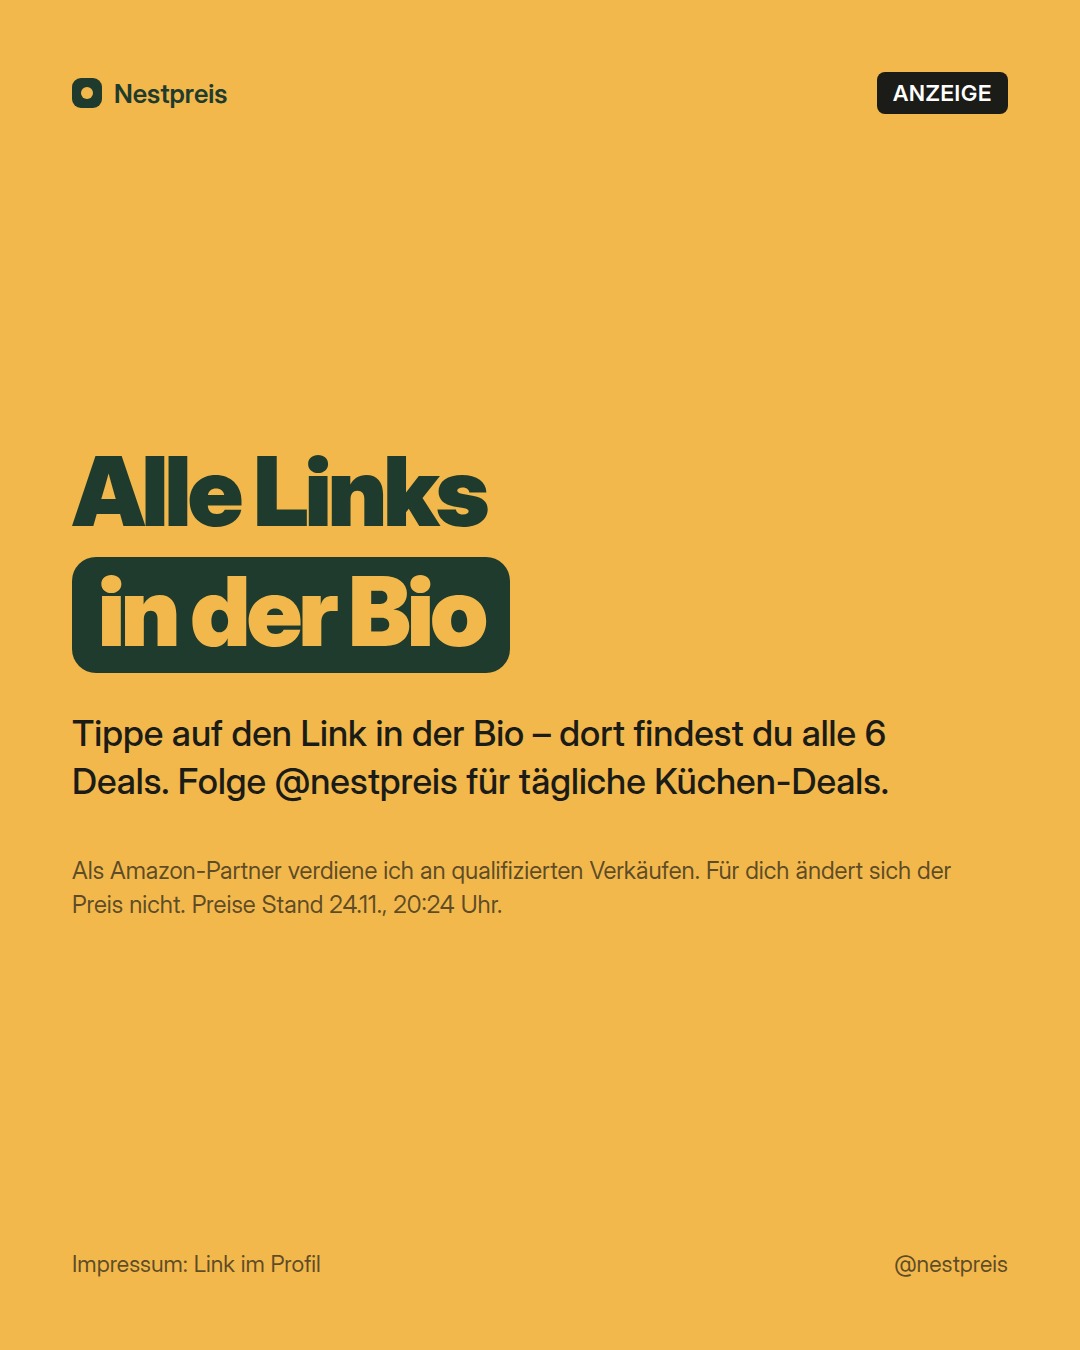 Nestpreis
ANZEIGE
Alle Links
in der Bio
Tippe auf den Link in der Bio – dort findest du alle 6
Deals. Folge @nestpreis für tägliche Küchen-Deals.
Als Amazon-Partner verdiene ich an qualifizierten Verkäufen. Für dich ändert sich der
Preis nicht. Preise Stand 24.11., 20:24 Uhr.
Impressum: Link im Profil
@nestpreis